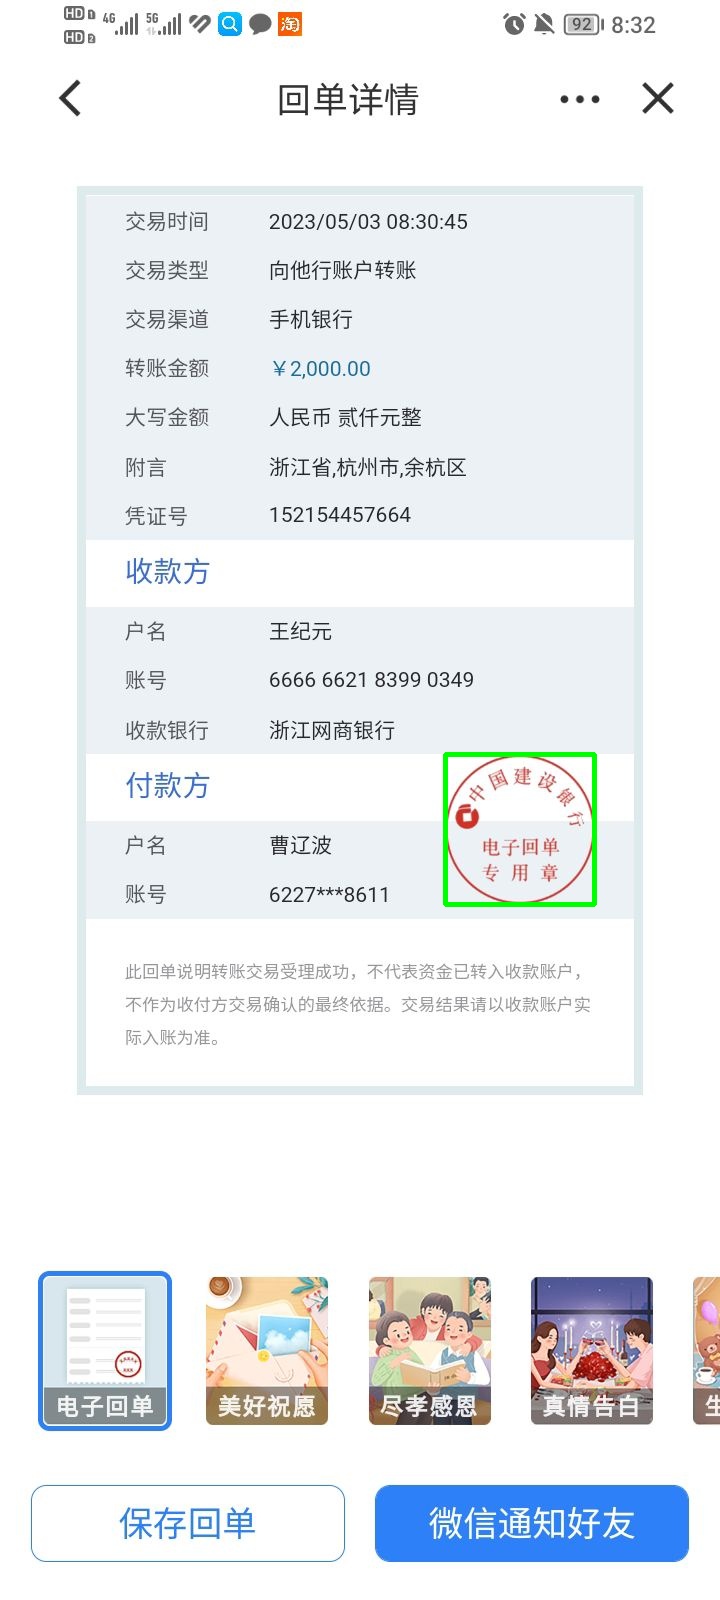 HD 1 4G 5G 淘 92 8:32
HD 2
回单详情
交易时间 2023/05/03 08:30:45
交易类型 向他行账户转账
交易渠道 手机银行
转账金额 ￥2,000.00
大写金额 人民币 贰仟元整
附言 浙江省,杭州市,余杭区
凭证号 152154457664
收款方
户名 王纪元
账号 6666 6621 8399 0349
收款银行 浙江网商银行
付款方
中国建设银行
户名 曹辽波
电子回单
专用章
账号 6227***8611
此回单说明转账交易受理成功，不代表资金已转入收款账户，
不作为收付方交易确认的最终依据。交易结果请以收款账户实
际入账为准。
电子回单 美好祝愿 尽孝感恩 真情告白 生
保存回单 微信通知好友